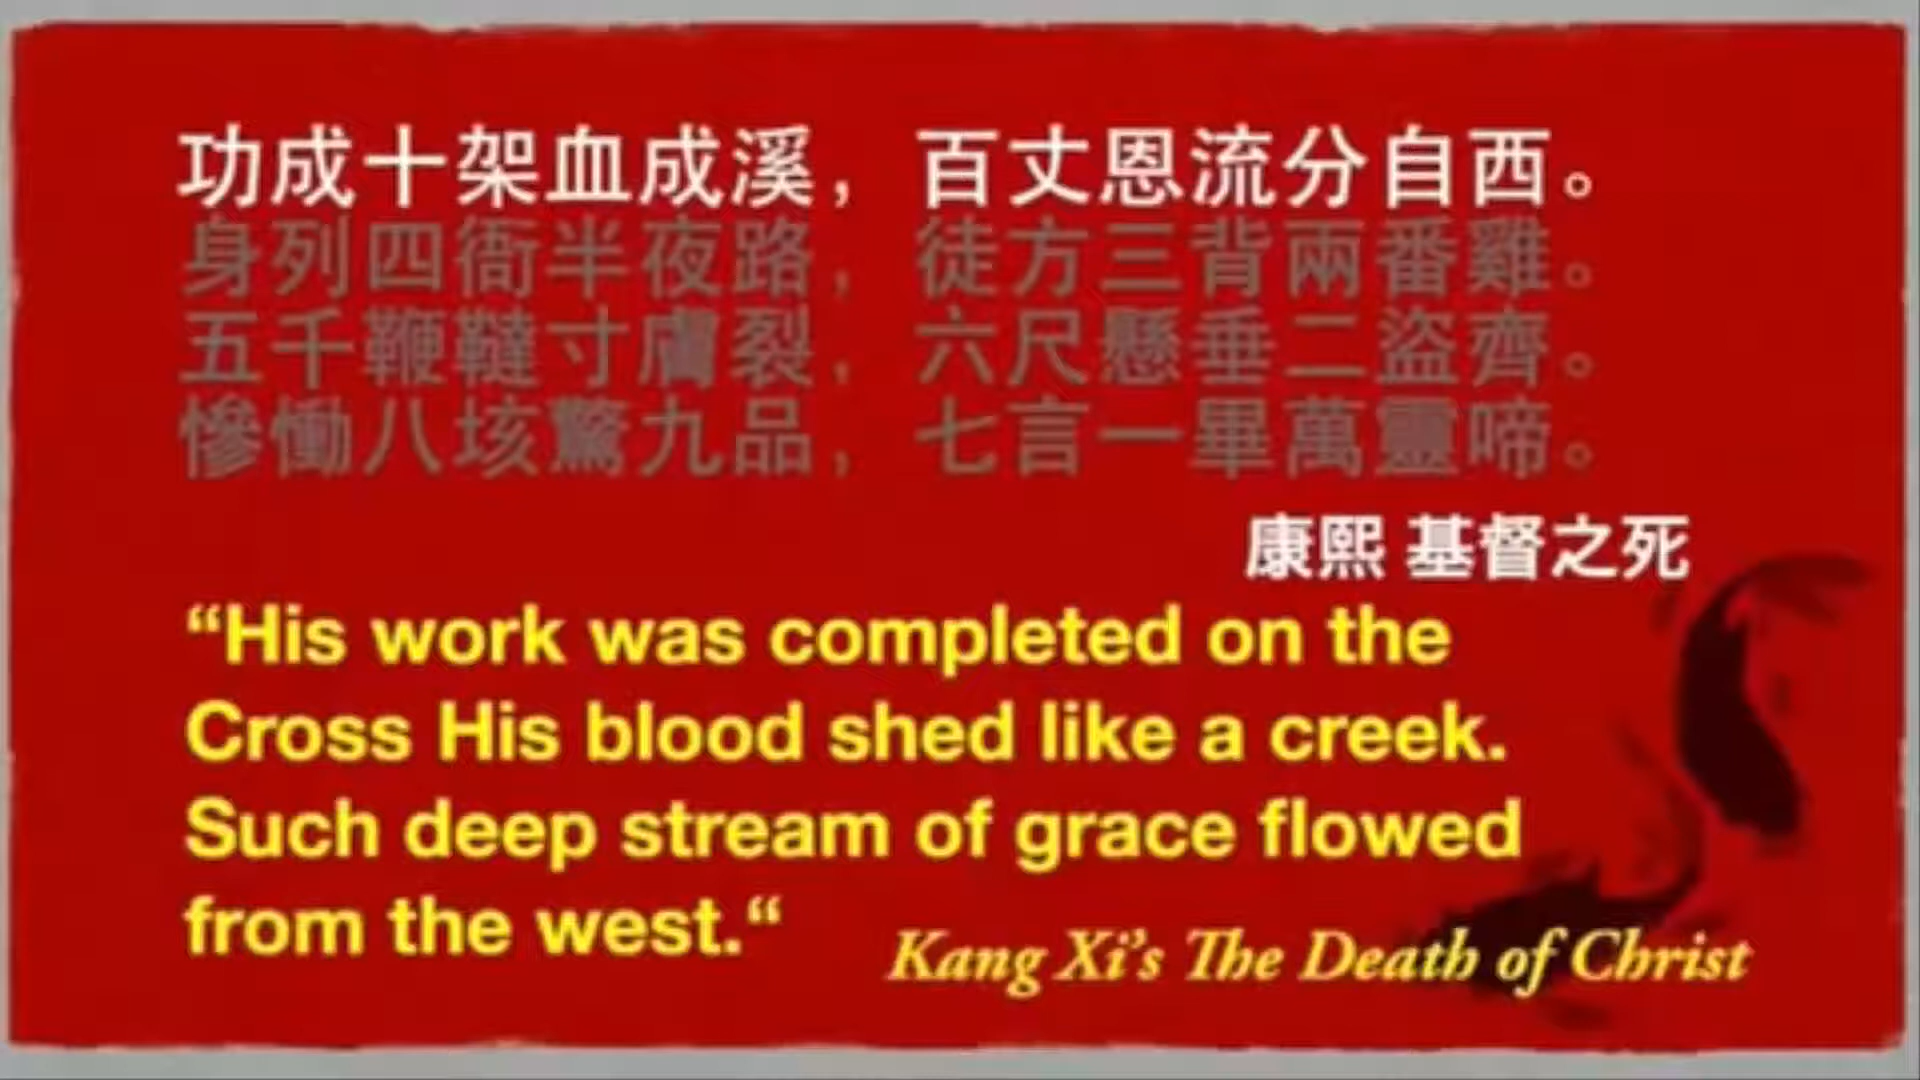 功成十架血成溪，百丈恩流分自西。
身列四衙半夜路，徒方三背兩番雞。
五千鞭韃寸膚裂，六尺懸垂二盜齊。
慘慟八垓驚九品，七言一畢萬靈啼。
康熙 基督之死
“His work was completed on the
Cross His blood shed like a creek.
Such deep stream of grace flowed
from the west.“
Kang Xi’s The Death of Christ